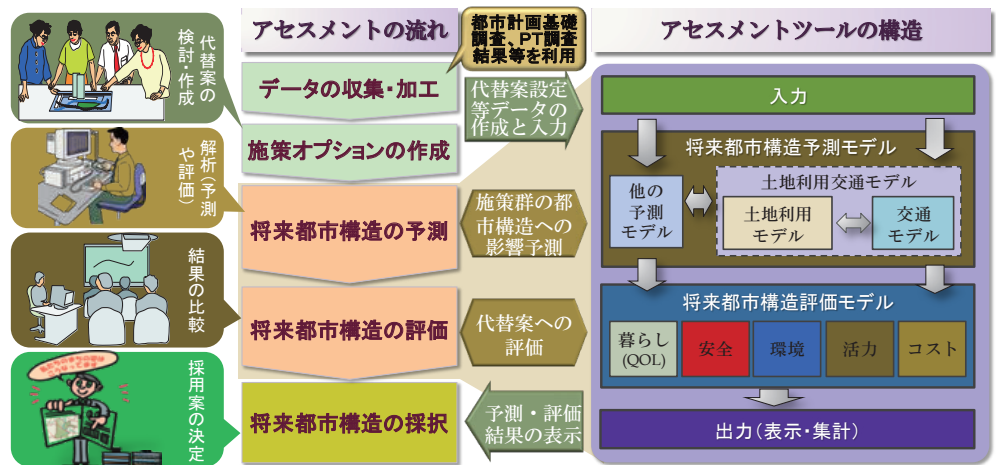 代替案の
検討・作成
解析(予測
や評価)
結果の比較
採用案の決定
アセスメントの流れ
都市計画基礎
調査、PT調査
結果等を利用
データの収集・加工
施策オプションの作成
将来都市構造の予測
将来都市構造の評価
将来都市構造の採択
代替案設定
等データの
作成と入力
施策群の都
市構造への
影響予測
代替案への
評価
予測・評価
結果の表示
アセスメントツールの構造
入力
将来都市構造予測モデル
他の
予測
モデル
土地利用交通モデル
土地利用
モデル
交通
モデル
将来都市構造評価モデル
暮らし
(QOL)
安全
環境
活力
コスト
出力(表示・集計)